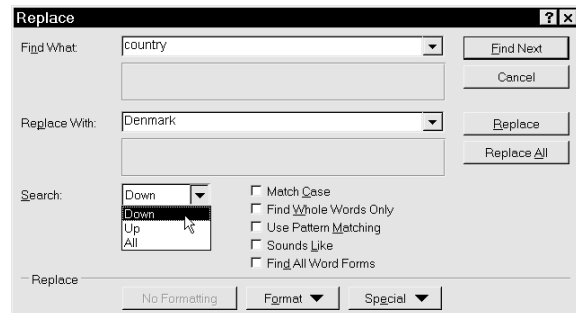 Replace
Find What: country Find Next
Cancel
Replace With: Denmark Replace
Replace All
Search: Down Match Case
Down Find Whole Words Only
Up Use Pattern Matching
All Sounds Like
Find All Word Forms
Replace
No Formatting Format Special